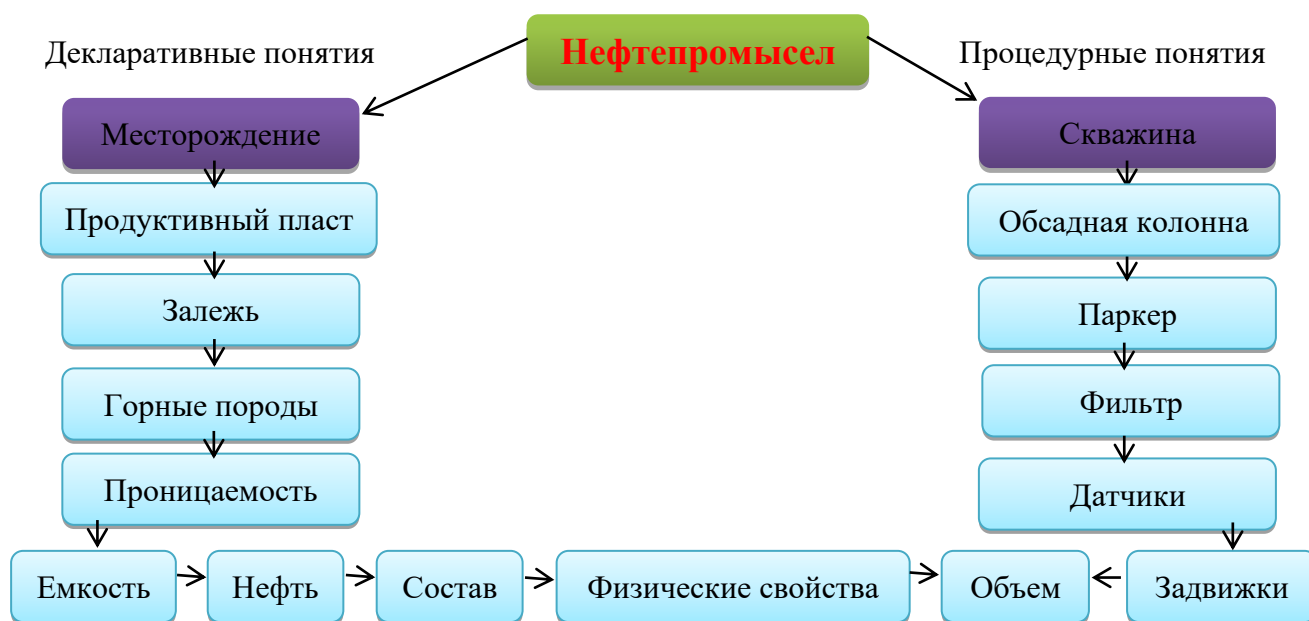 Декларативные понятия
Нефтепромысел
Процедурные понятия
Месторождение
Скважина
Продуктивный пласт
Обсадная колонна
Залежь
Паркер
Горные породы
Фильтр
Проницаемость
Датчики
Емкость
Нефть
Состав
Физические свойства
Объем
Задвижки